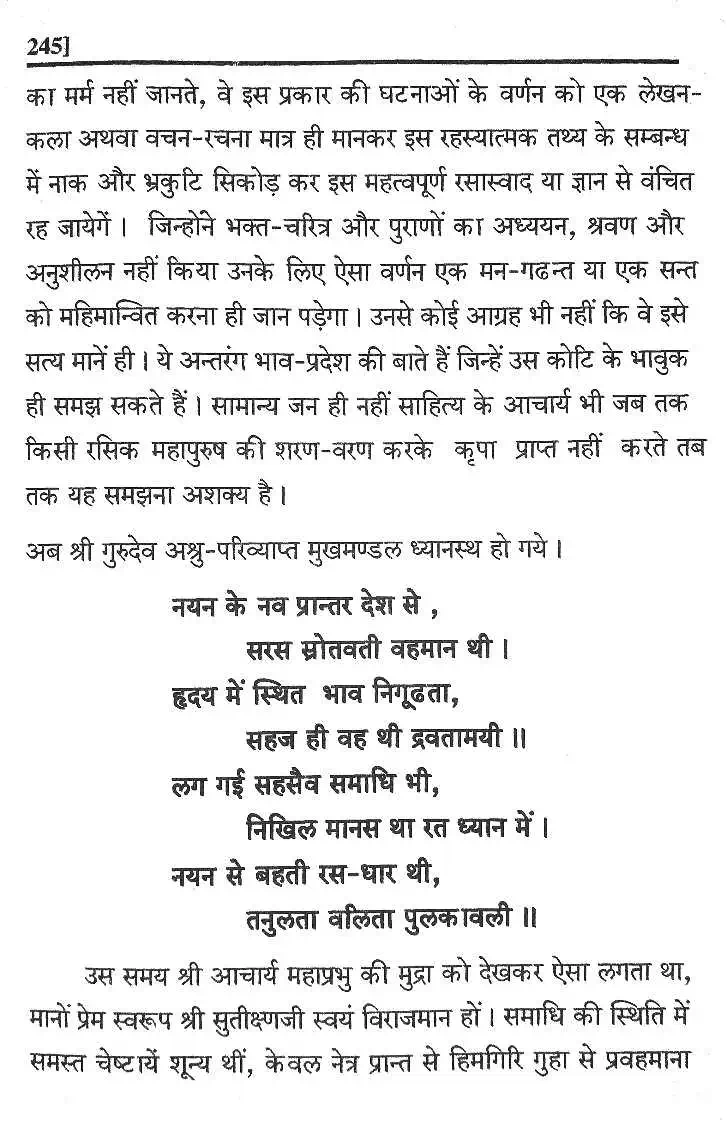 245]
का मर्म नहीं जानते, वे इस प्रकार की घटनाओं के वर्णन को एक लेखन-
कला अथवा वचन-रचना मात्र ही मानकर इस रहस्यात्मक तथ्य के सम्बन्ध
में नाक और भ्रकुटि सिकोड़ कर इस महत्वपूर्ण रसास्वाद या ज्ञान से वंचित
रह जायेगें। जिन्होने भक्त-चरित्र और पुराणों का अध्ययन, श्रवण और
अनुशीलन नहीं किया उनके लिए ऐसा वर्णन एक मन-गढन्त या एक सन्त
को महिमान्वित करना ही जान पड़ेगा। उनसे कोई आग्रह भी नहीं कि वे इसे
सत्य मानें ही। ये अन्तरंग भाव-प्रदेश की बाते हैं जिन्हें उस कोटि के भावुक
ही समझ सकते हैं। सामान्य जन ही नहीं साहित्य के आचार्य भी जब तक
किसी रसिक महापुरुष की शरण-वरण करके कृपा प्राप्त नहीं करते तब
तक यह समझना अशक्य है।
अब श्री गुरुदेव अश्रु-परिव्याप्त मुखमण्डल ध्यानस्थ हो गये।
नयन के नव प्रान्तर देश से ,
सरस स्रोतवती वहमान थी।
हृदय में स्थित भाव निगूढता,
सहज ही वह थी द्रवतामयी॥
लग गई सहसैव समाधि भी,
निखिल मानस था रत ध्यान में।
नयन से बहती रस-धार थी,
तनुलता वलिता पुलकावली॥
उस समय श्री आचार्य महाप्रभु की मुद्रा को देखकर ऐसा लगता था,
मानों प्रेम स्वरूप श्री सुतीक्ष्णजी स्वयं विराजमान हों। समाधि की स्थिति में
समस्त चेष्टायें शून्य थीं, केवल नेत्र प्रान्त से हिमगिरि गुहा से प्रवहमाना